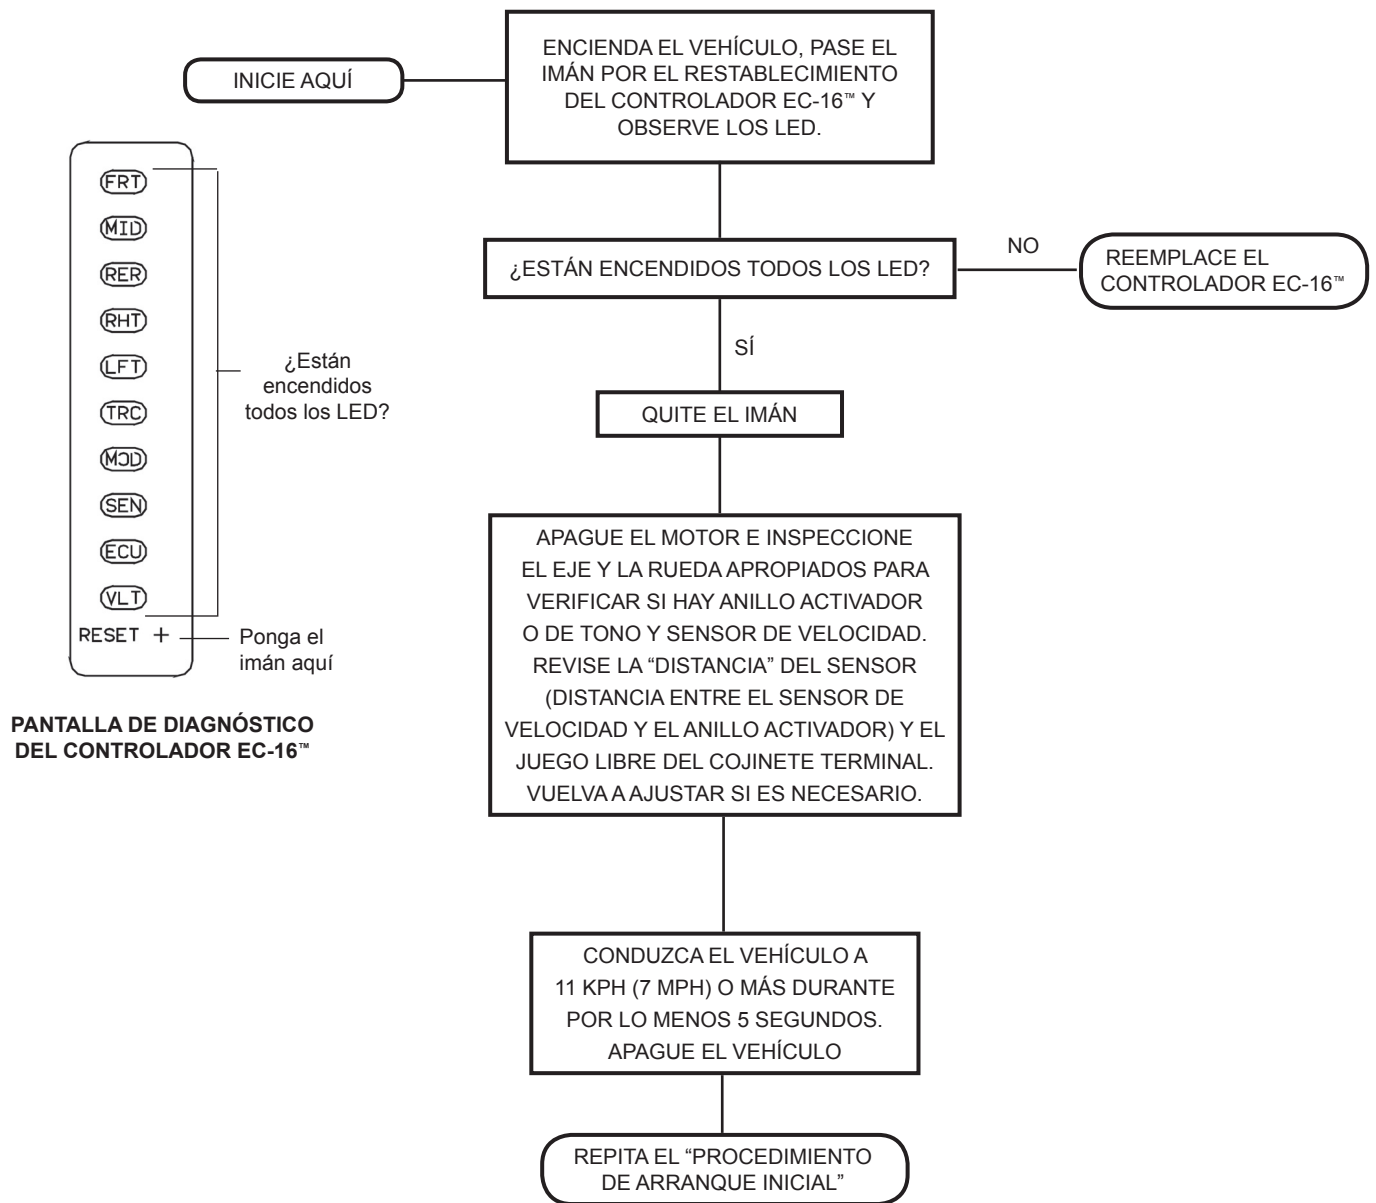 INICIE AQUÍ
ENCIENDA EL VEHÍCULO, PASE EL
IMÁN POR EL RESTABLECIMIENTO
DEL CONTROLADOR EC-16™ Y
OBSERVE LOS LED.
¿ESTÁN ENCENDIDOS TODOS LOS LED?
NO
REEMPLACE EL
CONTROLADOR EC-16™
SÍ
QUITE EL IMÁN
APAGUE EL MOTOR E INSPECCIONE
EL EJE Y LA RUEDA APROPIADOS PARA
VERIFICAR SI HAY ANILLO ACTIVADOR
O DE TONO Y SENSOR DE VELOCIDAD.
REVISE LA “DISTANCIA” DEL SENSOR
(DISTANCIA ENTRE EL SENSOR DE
VELOCIDAD Y EL ANILLO ACTIVADOR) Y EL
JUEGO LIBRE DEL COJINETE TERMINAL.
VUELVA A AJUSTAR SI ES NECESARIO.
CONDUZCA EL VEHÍCULO A
11 KPH (7 MPH) O MÁS DURANTE
POR LO MENOS 5 SEGUNDOS.
APAGUE EL VEHÍCULO
REPITA EL “PROCEDIMIENTO
DE ARRANQUE INICIAL”
FRT
MID
RER
RHT
LFT
TRC
MOD
SEN
ECU
VLT
RESET +
¿Están
encendidos
todos los LED?
Ponga el
imán aquí
PANTALLA DE DIAGNÓSTICO
DEL CONTROLADOR EC-16™